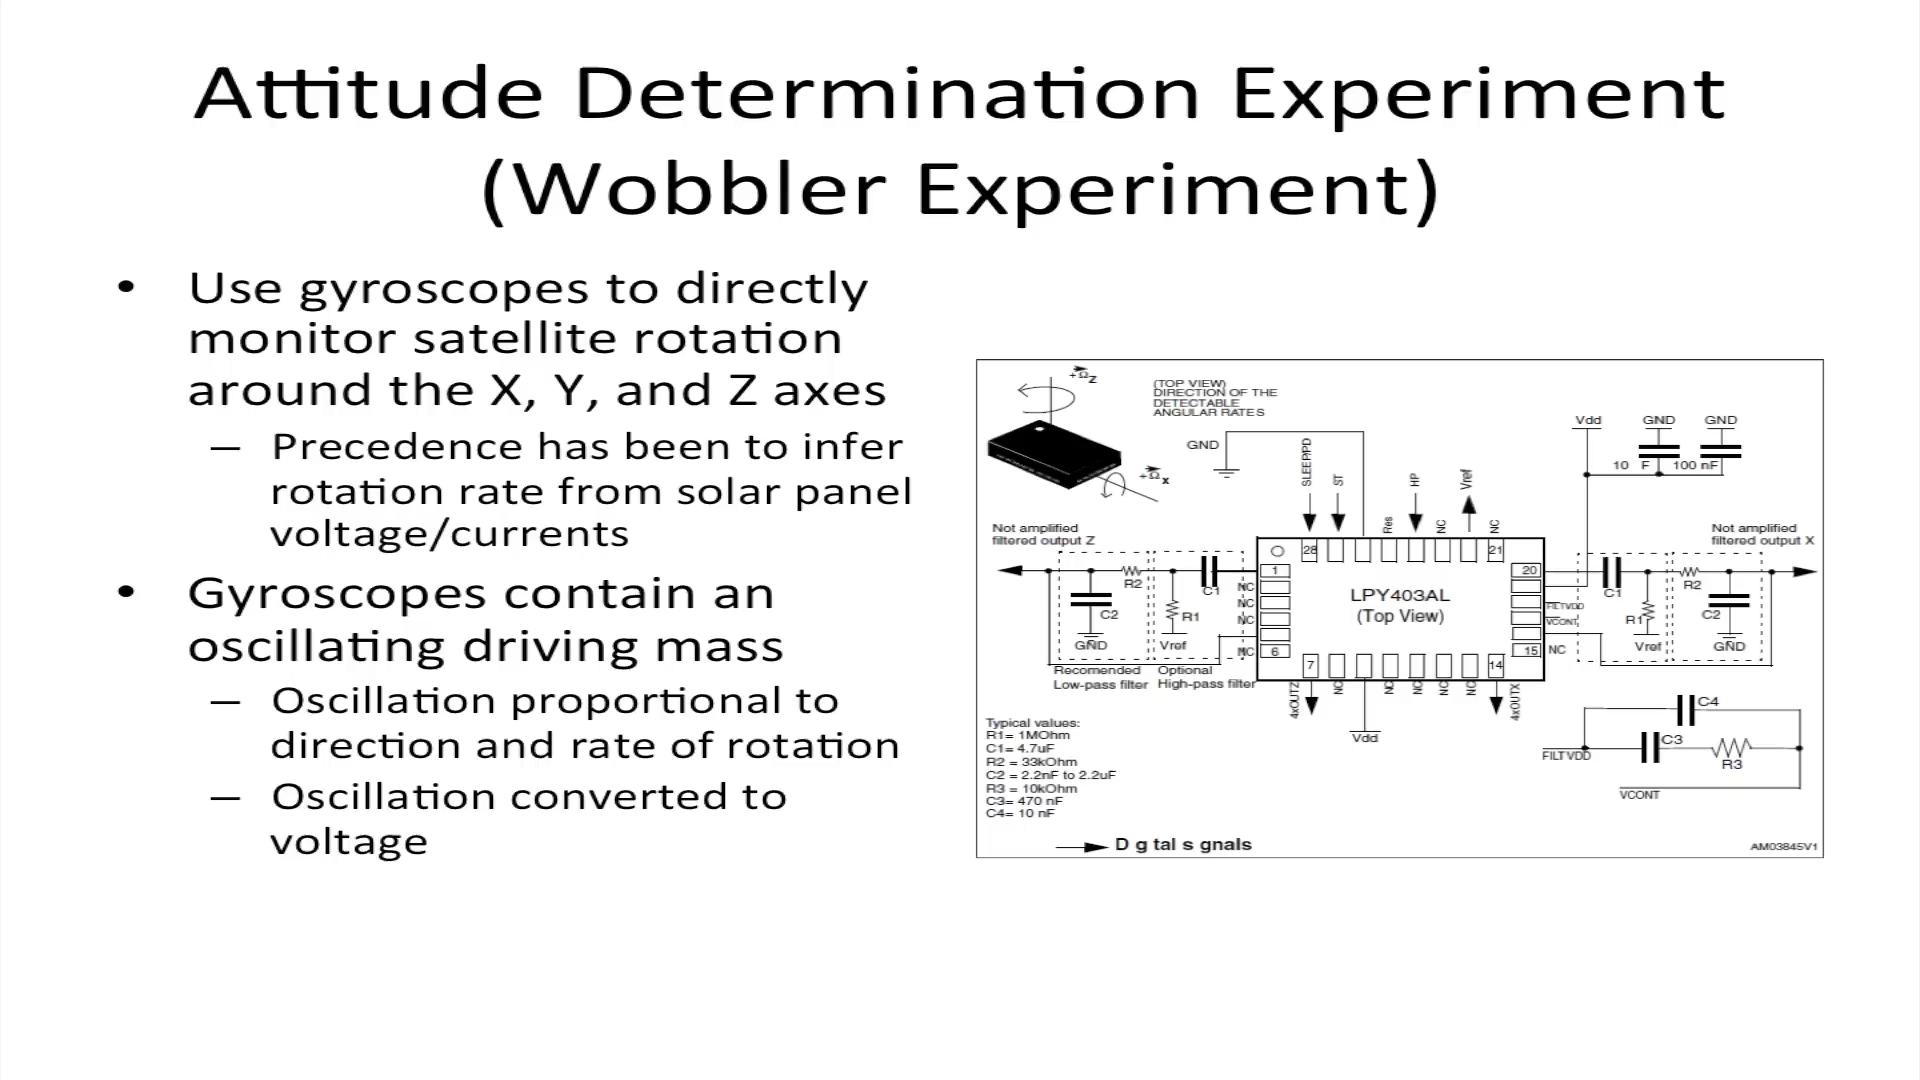 Attitude Determination Experiment
(Wobbler Experiment)
• Use gyroscopes to directly
monitor satellite rotation
around the X, Y, and Z axes
– Precedence has been to infer
rotation rate from solar panel
voltage/currents
• Gyroscopes contain an
oscillating driving mass
– Oscillation proportional to
direction and rate of rotation
– Oscillation converted to
voltage
+Ωz
+Ωx
(TOP VIEW)
DIRECTION OF THE
DETECTABLE
ANGULAR RATES
GND
SLEEP/PD
ST
Res
HP
NC
Vref
NC
Vdd
GND
GND
10 F
100 nF
Not amplified
filtered output Z
Not amplified
filtered output X
R2
C1
C2
R1
GND
Vref
Recomended
Low-pass filter
Optional
High-pass filter
28
21
1
NC
NC
NC
NC
6
20
15
NC
7
14
LPY403AL
(Top View)
FILTVDD
VCONT
C1
R2
R1
C2
Vref
GND
4xOUTZ
NC
Vdd
NC
NC
NC
NC
4xOUTX
C4
C3
R3
FILTVDD
VCONT
Typical values:
R1= 1MOhm
C1= 4.7uF
R2 = 33kOhm
C2 = 2.2nF to 2.2uF
R3 = 10kOhm
C3= 470 nF
C4= 10 nF
D g tal s gnals
AM03845V1